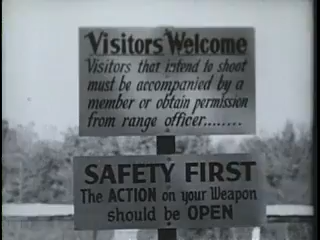 Visitors Welcome
Visitors that intend to shoot
must be accompanied by a
member or obtain permission
from range officer........
SAFETY FIRST
The ACTION on your Weapon
should be OPEN